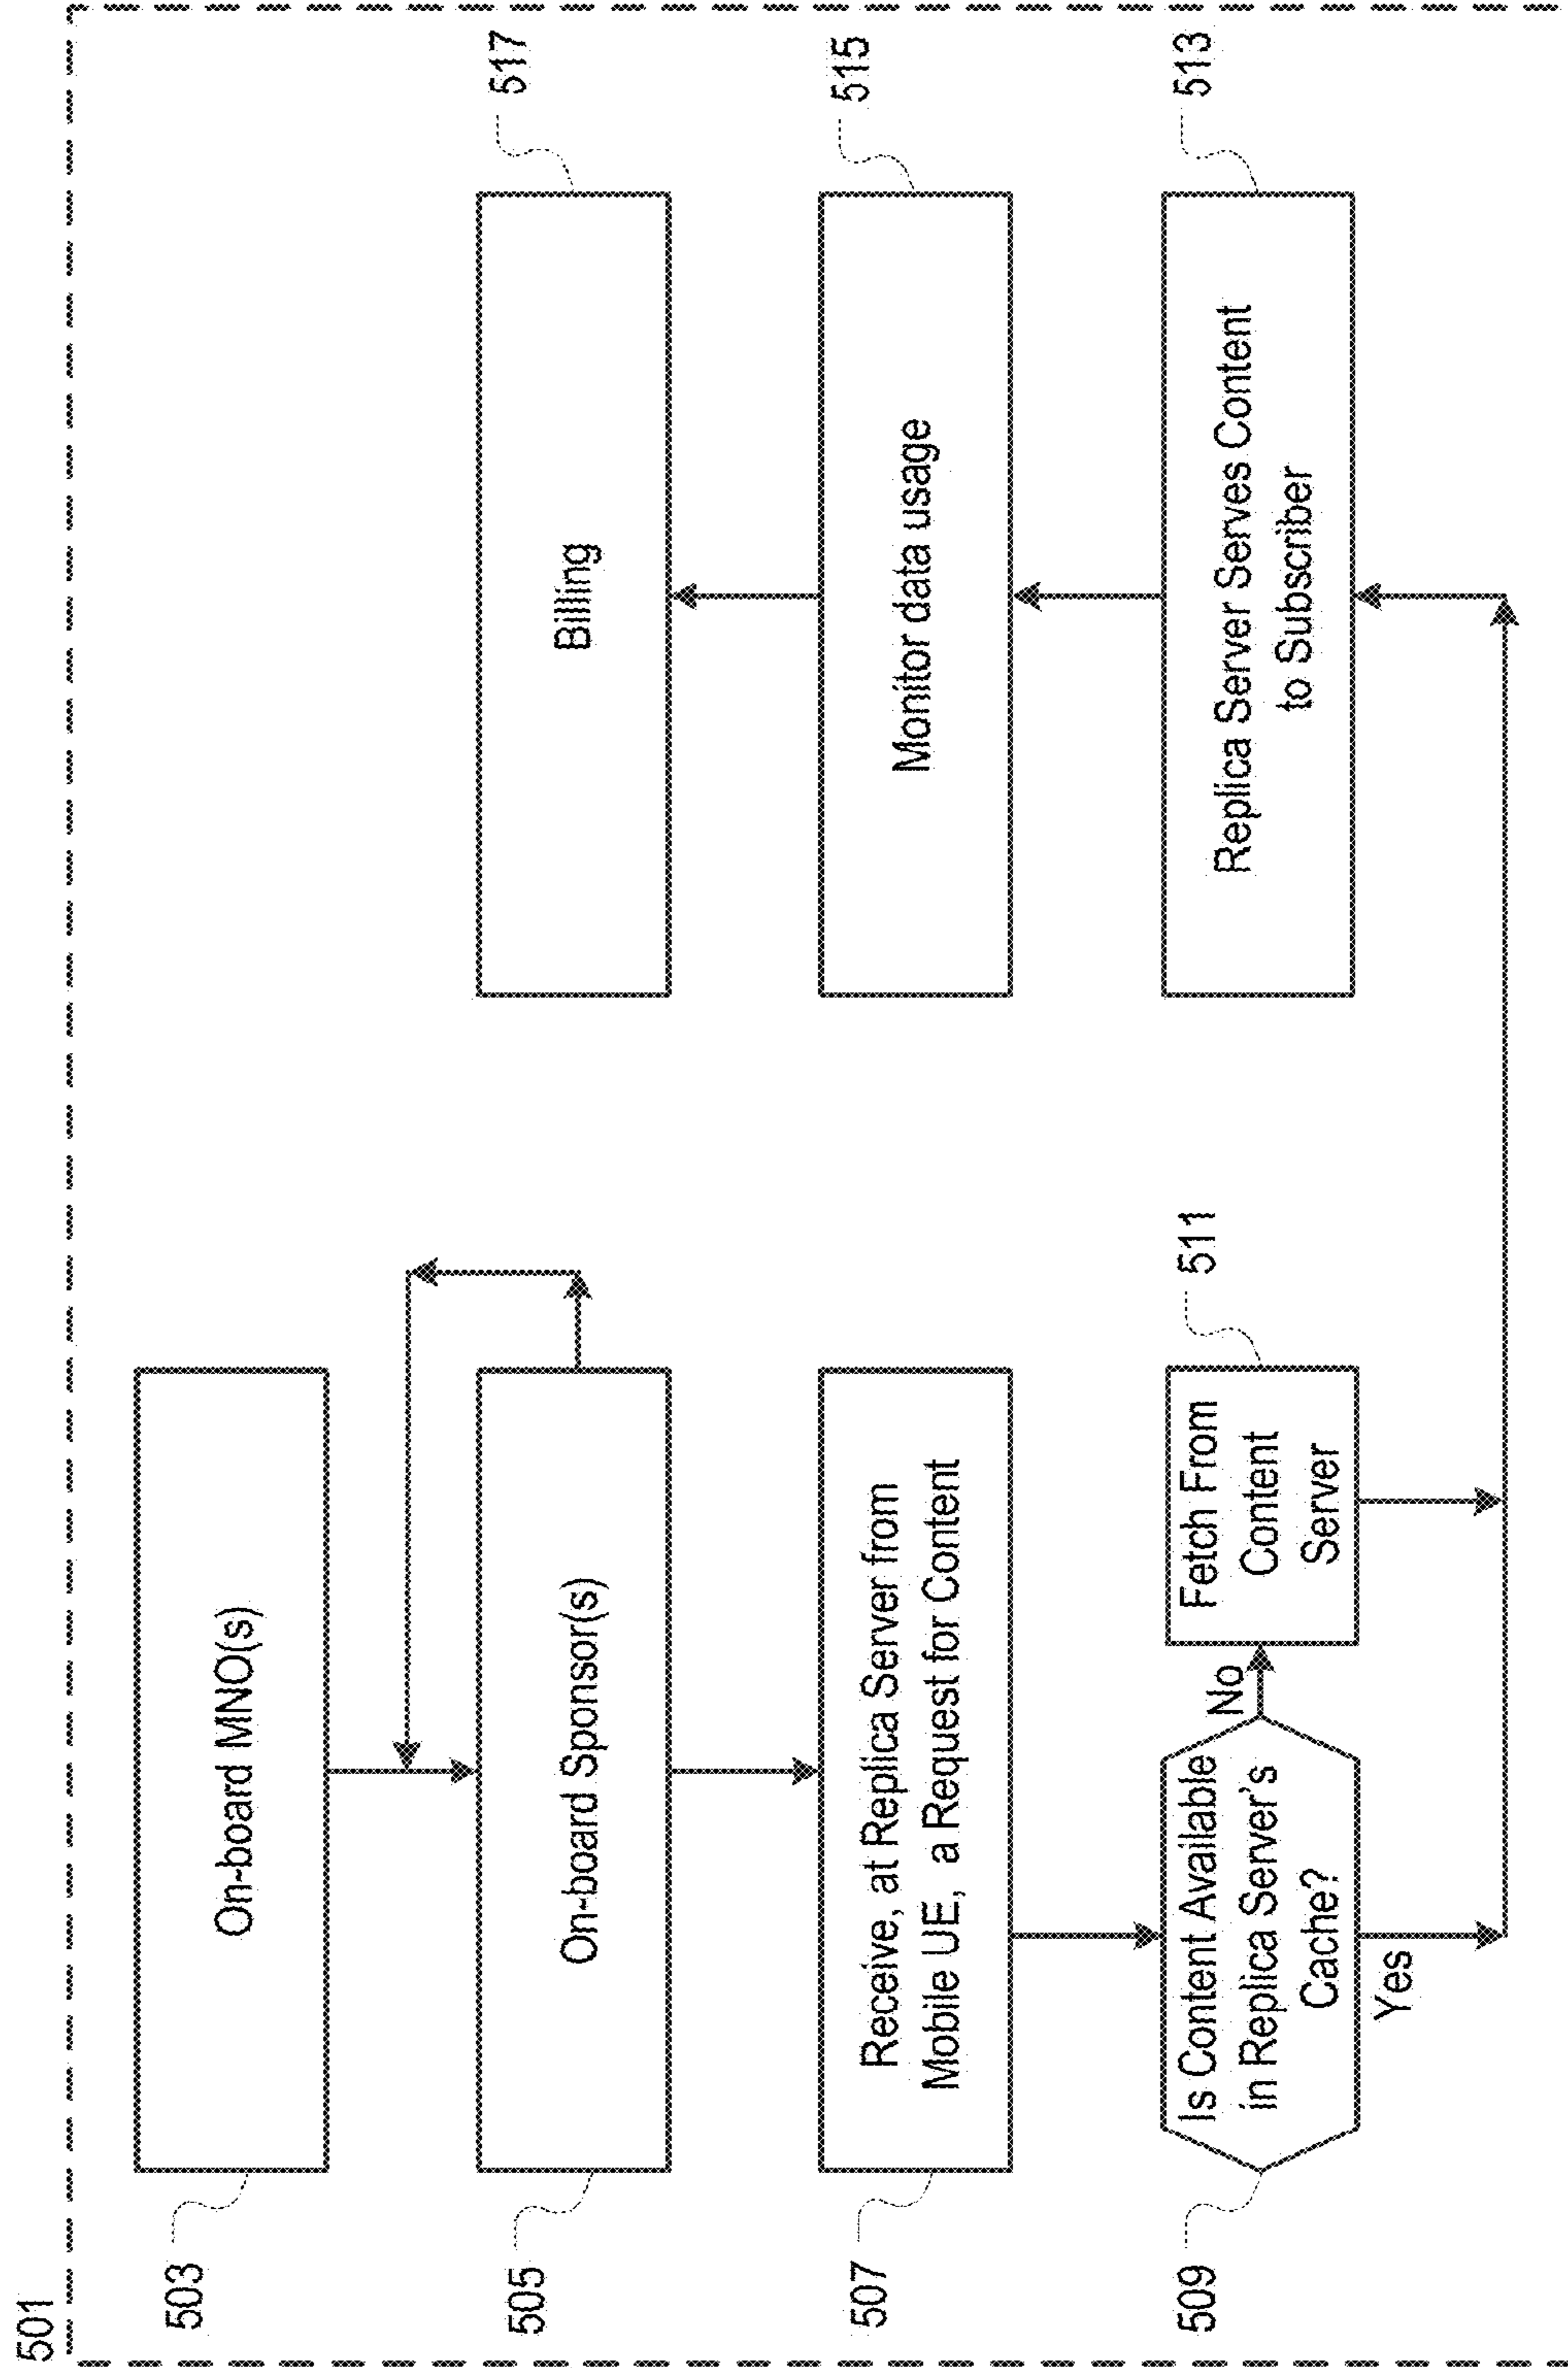 501
503
On-board MNO(s)
505
On-board Sponsor(s)
507
Receive, at Replica Server from
Mobile UE, a Request for Content
509
Is Content Available
in Replica Server's
Cache?
No
Yes
511
Fetch From
Content
Server
517
Billing
515
Monitor data usage
513
Replica Server Serves Content
to Subscriber